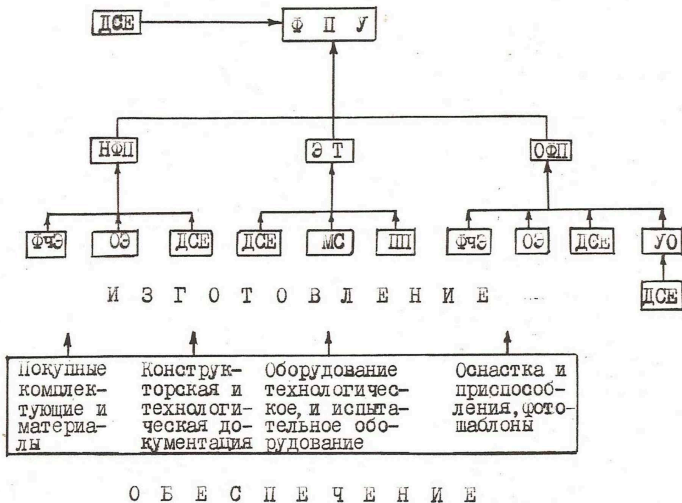 ДСЕ
Ф П У
НФП
Э Т
ОФП
ФчЭ
ОЭ
ДСЕ
ДСЕ
МС
ПП
ФчЭ
ОЭ
ДСЕ
УО
И З Г О Т О В Л Е Н И Е
ДСЕ
Покупные
комплек-
тующие и
материа-
лы
Конструк-
торская и
технологи-
ческая до-
кументация
Оборудование
технологичес-
кое, и испыта-
тельное обо-
рудование
Оснастка и
приспособ-
ления, фото-
шаблоны
О Б Е С П Е Ч Е Н И Е